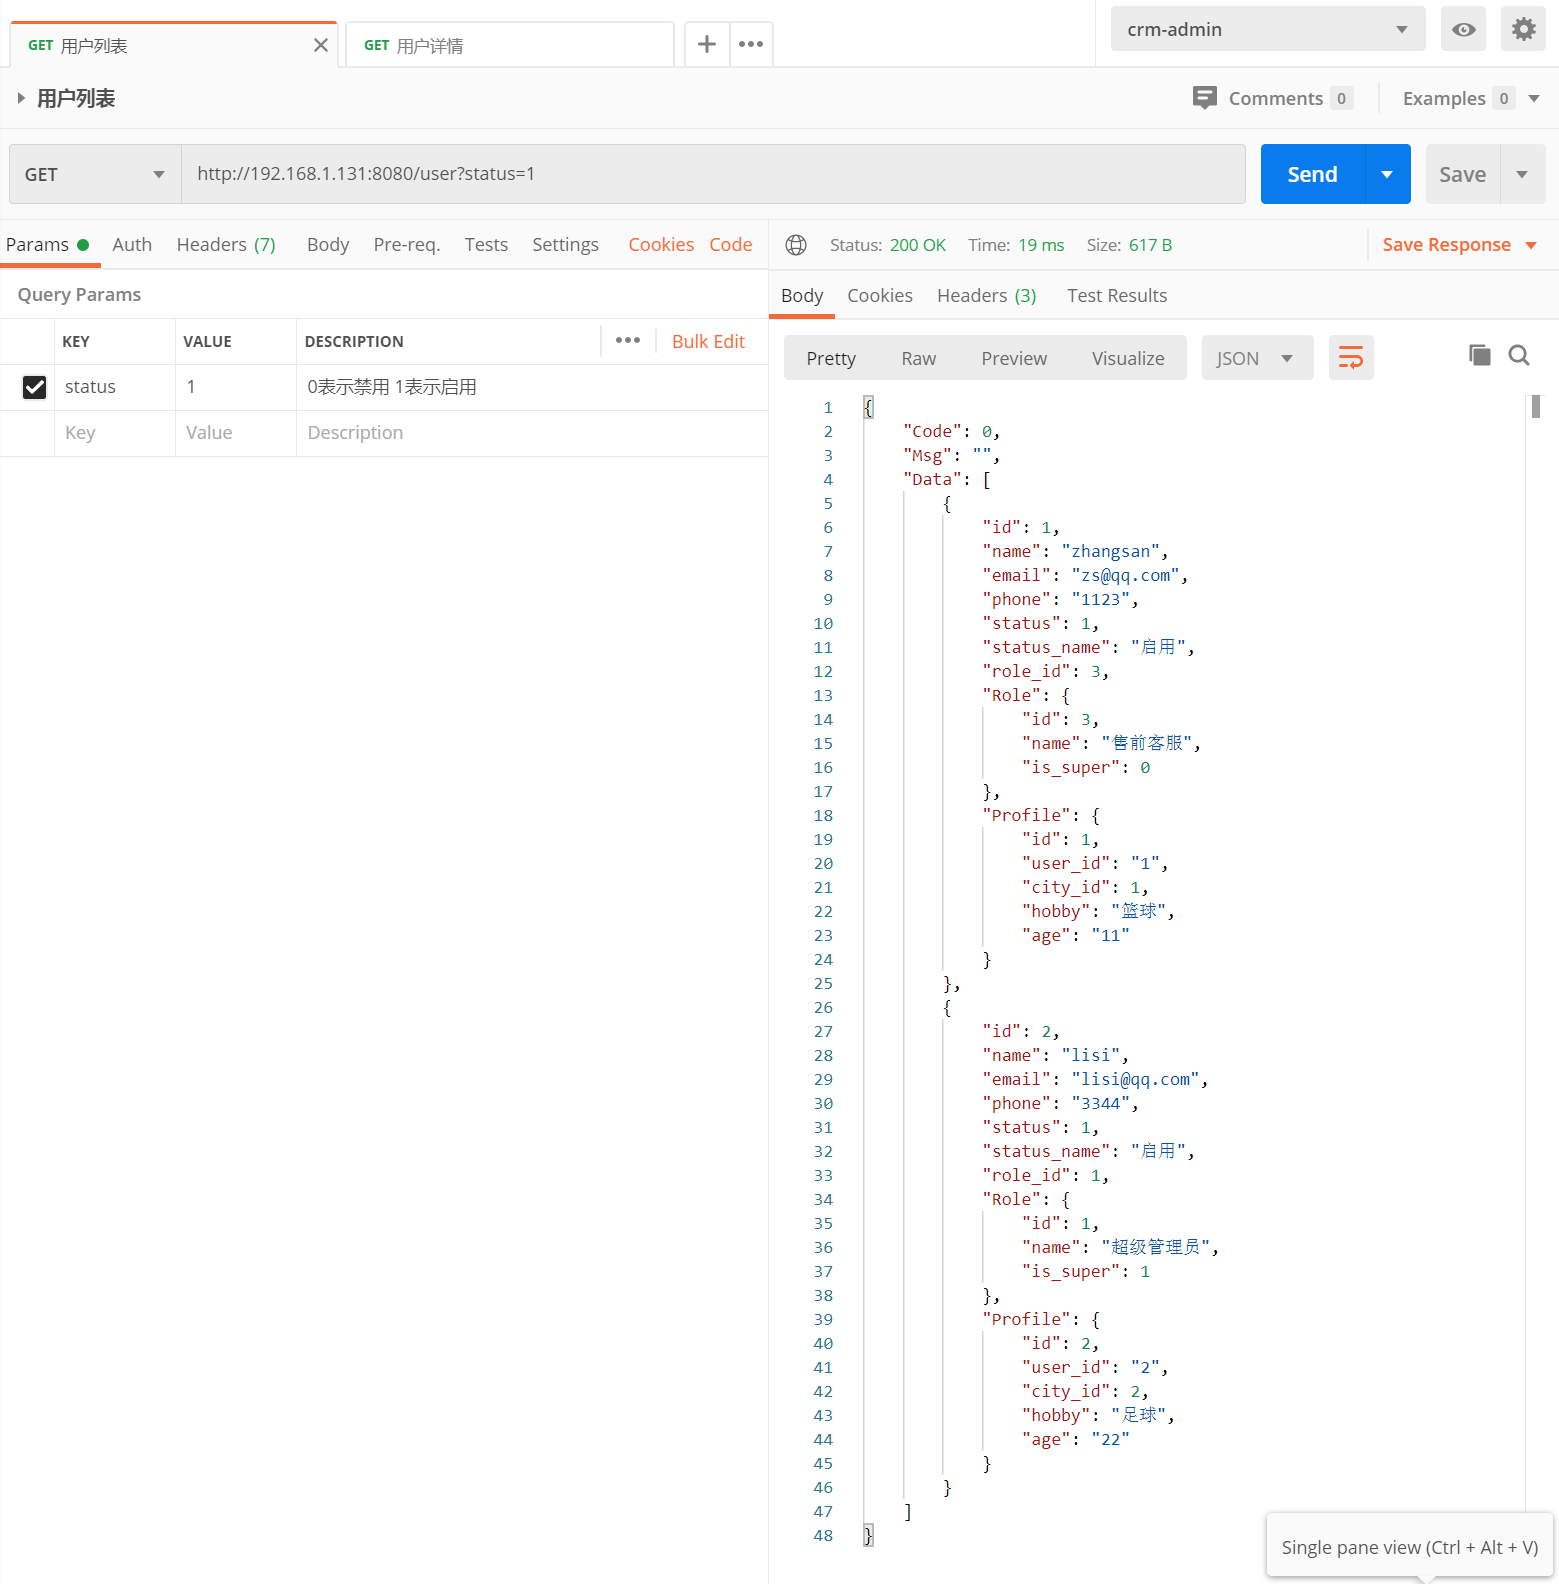 GET 用户列表
GET 用户详情
crm-admin
用户列表
Comments 0
Examples 0
GET
http://192.168.1.131:8080/user?status=1
Send
Save
Params Auth Headers (7) Body Pre-req. Tests Settings Cookies Code
Status: 200 OK Time: 19 ms Size: 617 B
Save Response
Query Params
KEY VALUE DESCRIPTION
Bulk Edit
status 1 0表示禁用 1表示启用
Key Value Description
Body Cookies Headers (3) Test Results
Pretty Raw Preview Visualize JSON
1 {
2 "Code": 0,
3 "Msg": "",
4 "Data": [
5 {
6 "id": 1,
7 "name": "zhangsan",
8 "email": "zs@qq.com",
9 "phone": "1123",
10 "status": 1,
11 "status_name": "启用",
12 "role_id": 3,
13 "Role": {
14 "id": 3,
15 "name": "售前客服",
16 "is_super": 0
17 },
18 "Profile": {
19 "id": 1,
20 "user_id": "1",
21 "city_id": 1,
22 "hobby": "篮球",
23 "age": "11"
24 }
25 },
26 {
27 "id": 2,
28 "name": "lisi",
29 "email": "lisi@qq.com",
30 "phone": "3344",
31 "status": 1,
32 "status_name": "启用",
33 "role_id": 1,
34 "Role": {
35 "id": 1,
36 "name": "超级管理员",
37 "is_super": 1
38 },
39 "Profile": {
40 "id": 2,
41 "user_id": "2",
42 "city_id": 2,
43 "hobby": "足球",
44 "age": "22"
45 }
46 }
47 ]
48 }
Single pane view (Ctrl + Alt + V)